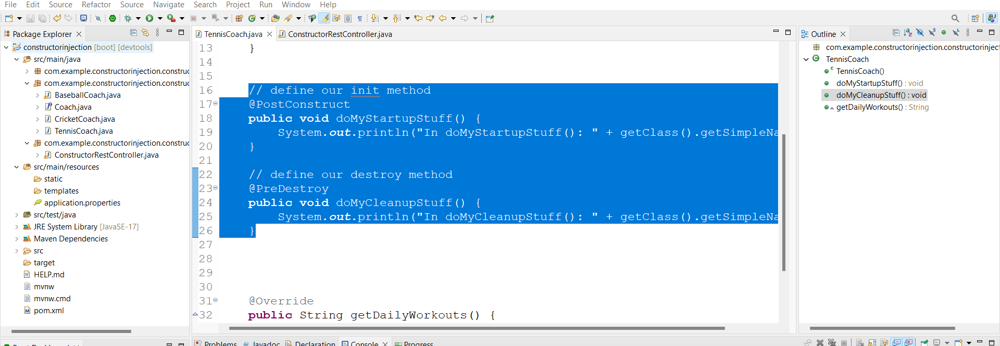 File Edit Source Refactor Source Navigate Search Project Run Window Help
Package Explorer
constructorinjection [boot] [devtools]
src/main/java
com.example.constructorinjection.construc
com.example.constructorinjection.construc
BaseballCoach.java
Coach.java
CricketCoach.java
TennisCoach.java
com.example.constructorinjection.construc
ConstructorRestController.java
src/main/resources
static
templates
application.properties
src/test/java
JRE System Library [JavaSE-17]
Maven Dependencies
src
target
HELP.md
mvnw
mvnw.cmd
pom.xml
TennisCoach.java ConstructorRestController.java
13 }
14
15
16 // define our init method
17 @PostConstruct
18 public void doMyStartupStuff() {
19 System.out.println("In doMyStartupStuff(): " + getClass().getSimpleNa
20 }
21
22 // define our destroy method
23 @PreDestroy
24 public void doMyCleanupStuff() {
25 System.out.println("In doMyCleanupStuff(): " + getClass().getSimpleNa
26 }
27
28
29
30
31 @Override
32 public String getDailyWorkouts() {
Outline
com.example.constructorinjection.constructorinject
TennisCoach
TennisCoach()
doMyStartupStuff() : void
doMyCleanupStuff() : void
getDailyWorkouts() : String
Problems @ Javadoc Declaration Console Progress